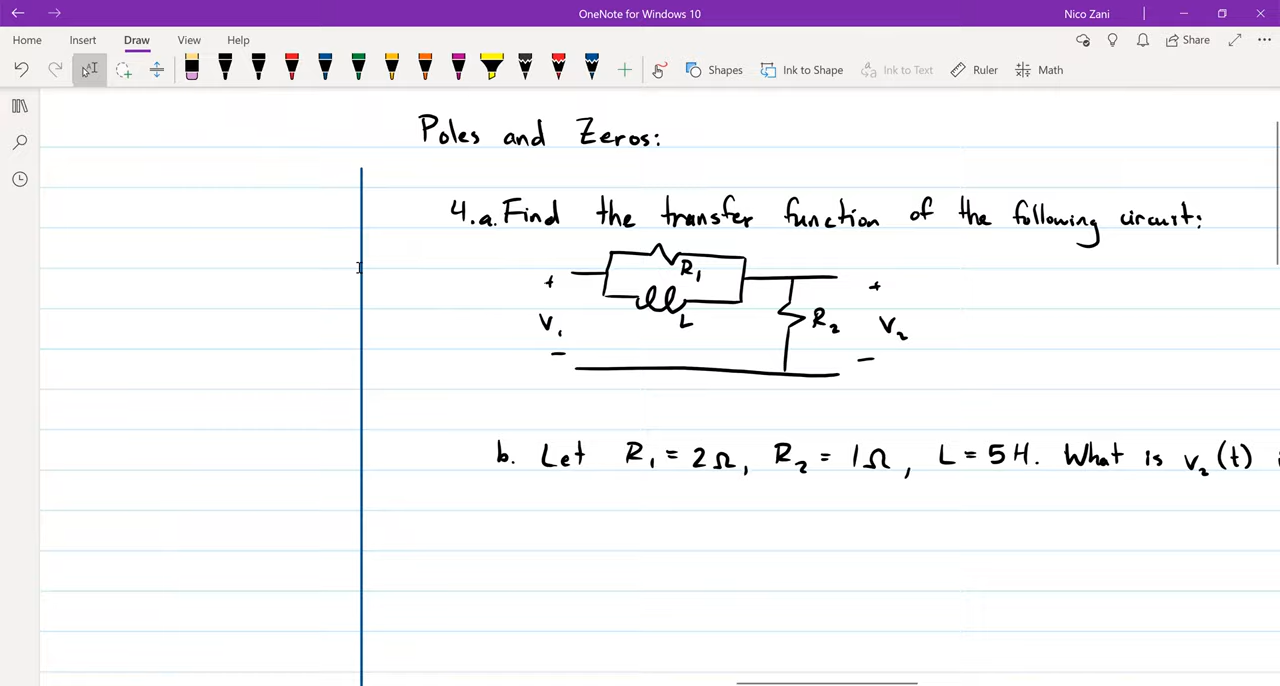 OneNote for Windows 10
Nico Zani
Home Insert Draw View Help
Share
Shapes Ink to Shape Ink to Text Ruler Math
Poles and Zeros:
4.a. Find the transfer function of the following circuit:
+ R₁ +
V₁ L R₂ V₂
− −
b. Let R₁ = 2Ω, R₂ = 1Ω, L = 5H. What is v₂(t)